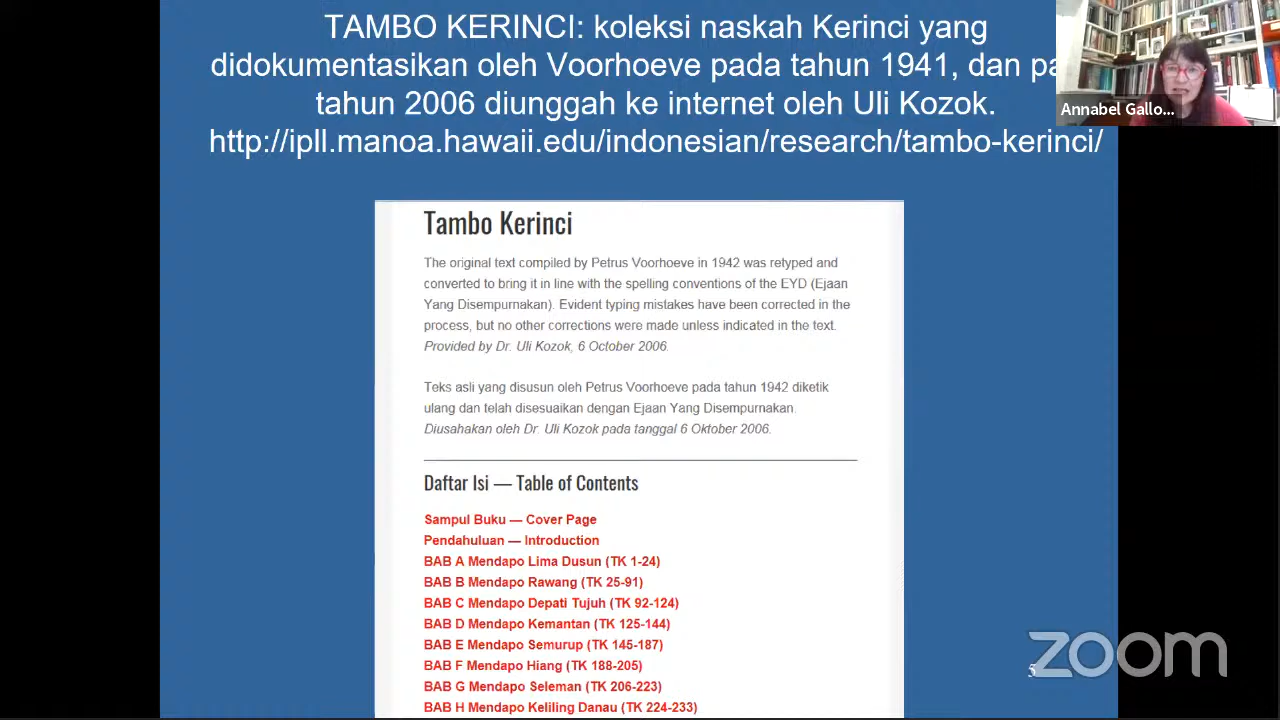 TAMBO KERINCI: koleksi naskah Kerinci yang
didokumentasikan oleh Voorhoeve pada tahun 1941, dan pa
tahun 2006 diunggah ke internet oleh Uli Kozok.
http://ipll.manoa.hawaii.edu/indonesian/research/tambo-kerinci/
Annabel Gallo...
Tambo Kerinci
The original text compiled by Petrus Voorhoeve in 1942 was retyped and
converted to bring it in line with the spelling conventions of the EYD (Ejaan
Yang Disempurnakan). Evident typing mistakes have been corrected in the
process, but no other corrections were made unless indicated in the text.
Provided by Dr. Uli Kozok, 6 October 2006.
Teks asli yang disusun oleh Petrus Voorhoeve pada tahun 1942 diketik
ulang dan telah disesuaikan dengan Ejaan Yang Disempurnakan.
Diusahakan oleh Dr. Uli Kozok pada tanggal 6 Oktober 2006.
Daftar Isi — Table of Contents
Sampul Buku — Cover Page
Pendahuluan — Introduction
BAB A Mendapo Lima Dusun (TK 1-24)
BAB B Mendapo Rawang (TK 25-91)
BAB C Mendapo Depati Tujuh (TK 92-124)
BAB D Mendapo Kemantan (TK 125-144)
BAB E Mendapo Semurup (TK 145-187)
BAB F Mendapo Hiang (TK 188-205)
BAB G Mendapo Seleman (TK 206-223)
BAB H Mendapo Keliling Danau (TK 224-233)
5
zoom